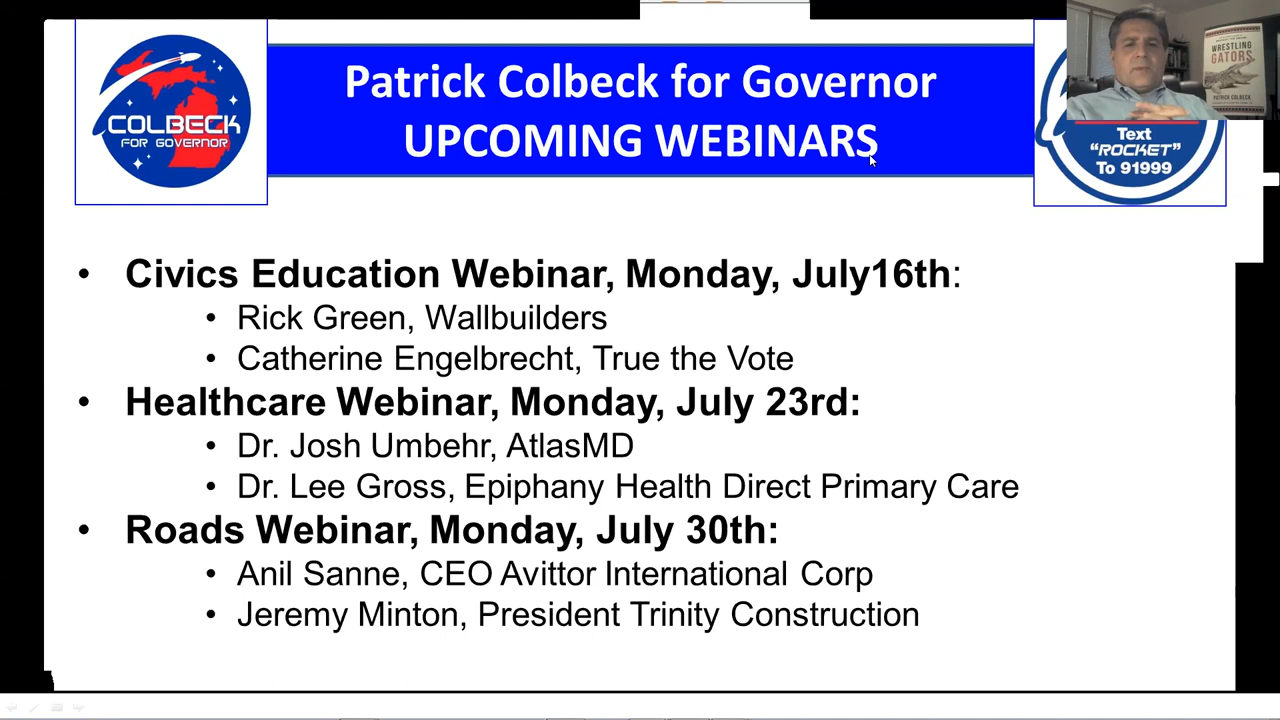 Patrick Colbeck for Governor
UPCOMING WEBINARS
COLBECK
FOR GOVERNOR
WRESTLING
GATORS
PATRICK COLBECK
Text
"ROCKET"
To 91999
• Civics Education Webinar, Monday, July16th:
• Rick Green, Wallbuilders
• Catherine Engelbrecht, True the Vote
• Healthcare Webinar, Monday, July 23rd:
• Dr. Josh Umbehr, AtlasMD
• Dr. Lee Gross, Epiphany Health Direct Primary Care
• Roads Webinar, Monday, July 30th:
• Anil Sanne, CEO Avittor International Corp
• Jeremy Minton, President Trinity Construction